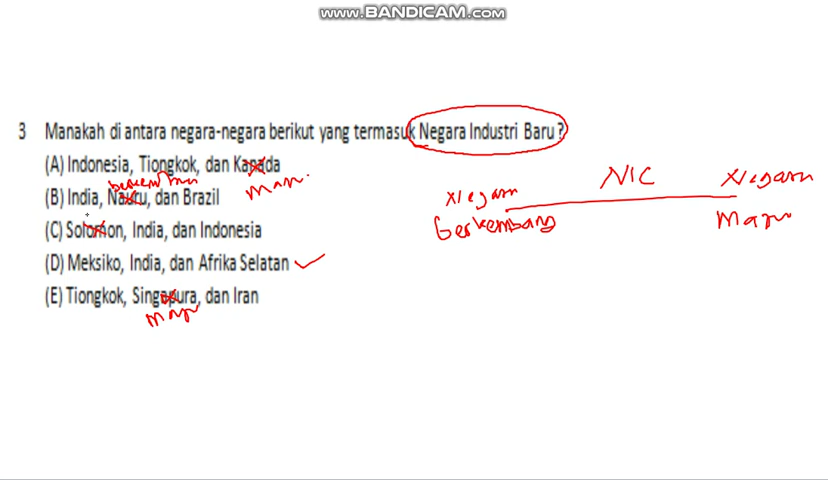 www.BANDICAM.com
3 Manakah di antara negara-negara berikut yang termasuk Negara Industri Baru ?
(A) Indonesia, Tiongkok, dan Kanada
(B) India, Nauru, dan Brazil
(C) Solomon, India, dan Indonesia
(D) Meksiko, India, dan Afrika Selatan
(E) Tiongkok, Singapura, dan Iran
maju
NIC
Negara
Berkembang
Negara
Maju